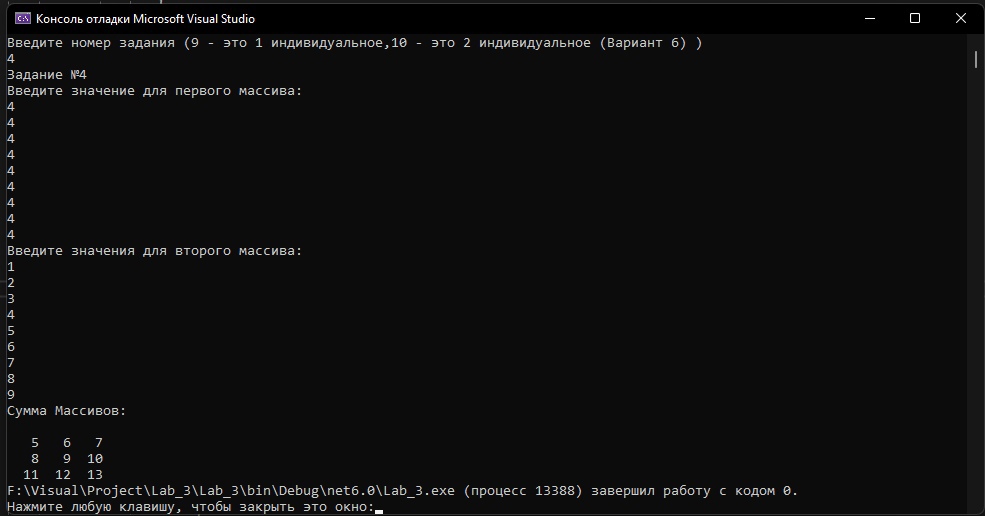 Консоль отладки Microsoft Visual Studio
Введите номер задания (9 - это 1 индивидуальное,10 - это 2 индивидуальное (Вариант 6) )
4
Задание №4
Введите значение для первого массива:
4
4
4
4
4
4
4
4
4
Введите значения для второго массива:
1
2
3
4
5
6
7
8
9
Сумма Массивов:
5 6 7
8 9 10
11 12 13
F:\Visual\Project\Lab_3\Lab_3\bin\Debug\net6.0\Lab_3.exe (процесс 13388) завершил работу с кодом 0.
Нажмите любую клавишу, чтобы закрыть это окно: